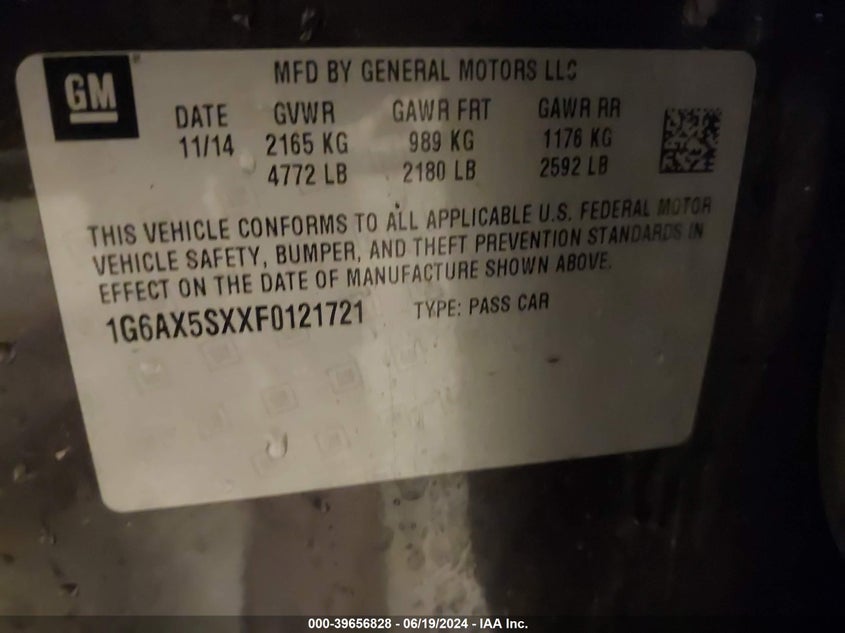 GM
MFD BY GENERAL MOTORS LLC
DATE GVWR GAWR FRT GAWR RR
11/14 2165 KG 989 KG 1176 KG
4772 LB 2180 LB 2592 LB
THIS VEHICLE CONFORMS TO ALL APPLICABLE U.S. FEDERAL MOTOR
VEHICLE SAFETY, BUMPER, AND THEFT PREVENTION STANDARDS IN
EFFECT ON THE DATE OF MANUFACTURE SHOWN ABOVE.
1G6AX5SXXF0121721 TYPE: PASS CAR
000-39656828 - 06/19/2024 - IAA Inc.